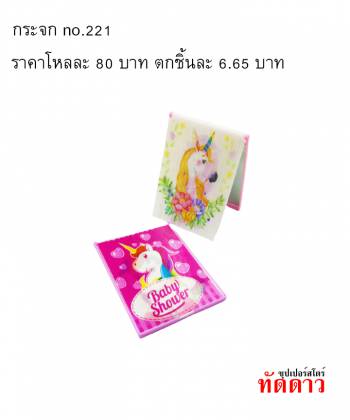 กระจก no.221
ราคาโหลละ 80 บาท ตกชิ้นละ 6.65 บาท
Baby
Shower
ซุปเปอร์สโตร์
ทัดดาว